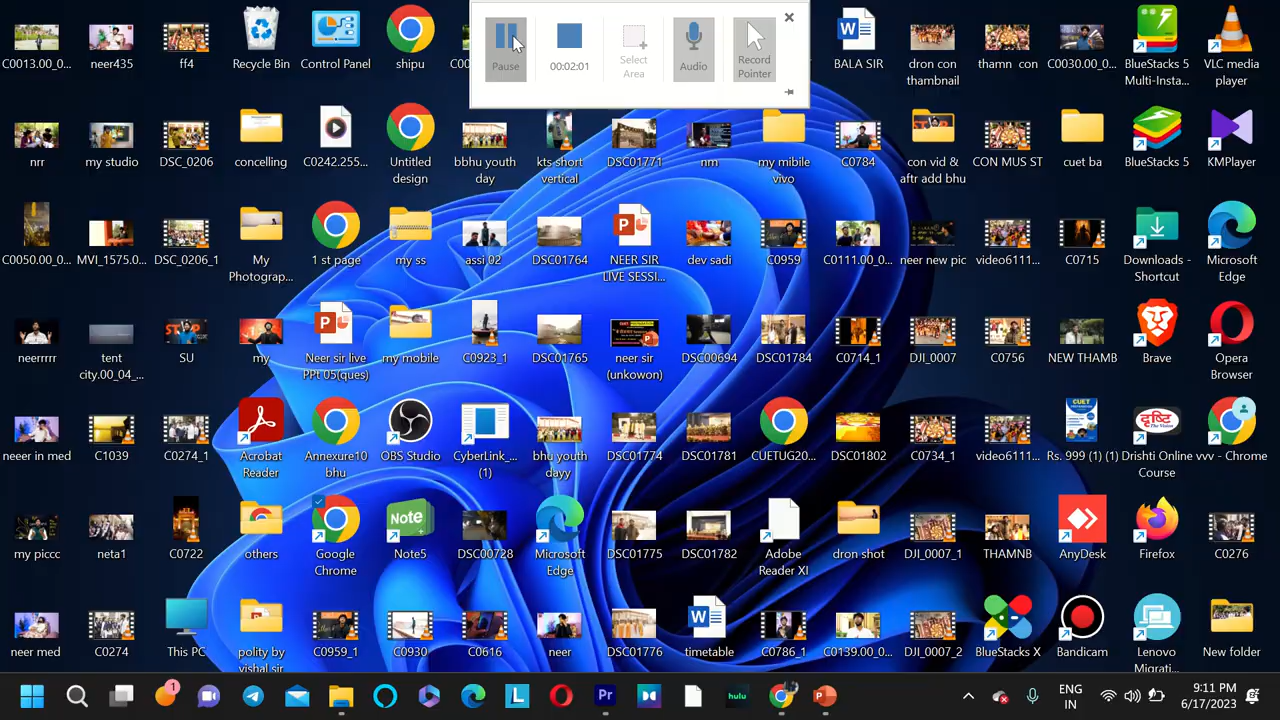 C0013.00_0...
neer435
ff4
Recycle Bin
Control Panel
shipu
Pause
00:02:01
Select
Area
Audio
Record
Pointer
BALA SIR
dron con
thambnail
thamn con
C0030.00_0...
BlueStacks 5
Multi-Insta...
VLC media
player
nrr
my studio
DSC_0206
concelling
C0242.255...
Untitled
design
bbhu youth
day
kts short
vertical
DSC01771
nm
my mibile
vivo
C0784
con vid &
aftr add bhu
CON MUS ST
cuet ba
BlueStacks 5
KMPlayer
C0050.00_0...
MVI_1575.0...
DSC_0206_1
My
Photograp...
1 st page
my ss
assi 02
DSC01764
NEER SIR
LIVE SESSI...
dev sadi
C0959
C0111.00_0...
neer new pic
video6111...
C0715
Downloads -
Shortcut
Microsoft
Edge
neerrrrr
tent
city.00_04_...
SU
my
Neer sir live
PPt 05(ques)
my mobile
C0923_1
DSC01765
neer sir
(unkowon)
DSC00694
DSC01784
C0714_1
DJI_0007
C0756
NEW THAMB
Brave
Opera
Browser
neeer in med
C1039
C0274_1
Acrobat
Reader
Annexure10
bhu
OBS Studio
CyberLink_...
(1)
bhu youth
dayy
DSC01774
DSC01781
CUETUG20...
DSC01802
C0734_1
video6111...
Rs. 999 (1) (1)
Drishti Online
Course
vvv - Chrome
my piccc
neta1
C0722
others
Google
Chrome
Note5
DSC00728
Microsoft
Edge
DSC01775
DSC01782
Adobe
Reader XI
dron shot
DJI_0007_1
THAMNB
AnyDesk
Firefox
C0276
neer med
C0274
This PC
polity by
vishal sir
C0959_1
C0930
C0616
neer
DSC01776
timetable
C0786_1
C0139.00_0...
DJI_0007_2
BlueStacks X
Bandicam
Lenovo
Migrati...
New folder
1
L
Pr
hulu
ENG
IN
9:11 PM
6/17/2023